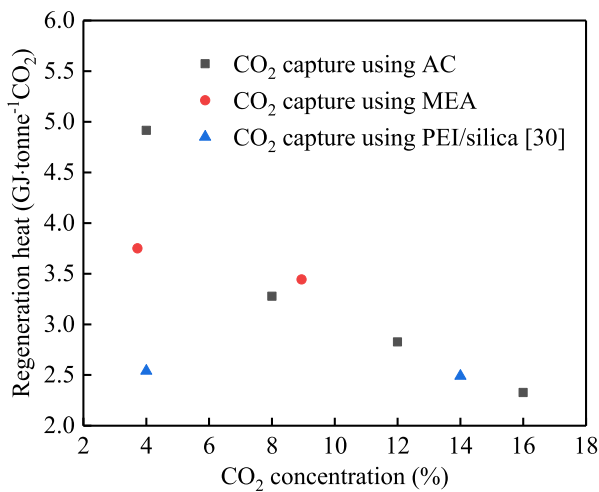 6.0
5.5
5.0
4.5
4.0
3.5
3.0
2.5
2.0
Regeneration heat (GJ·tonne⁻¹CO₂)
CO₂ capture using AC
CO₂ capture using MEA
CO₂ capture using PEI/silica [30]
2 4 6 8 10 12 14 16 18
CO₂ concentration (%)